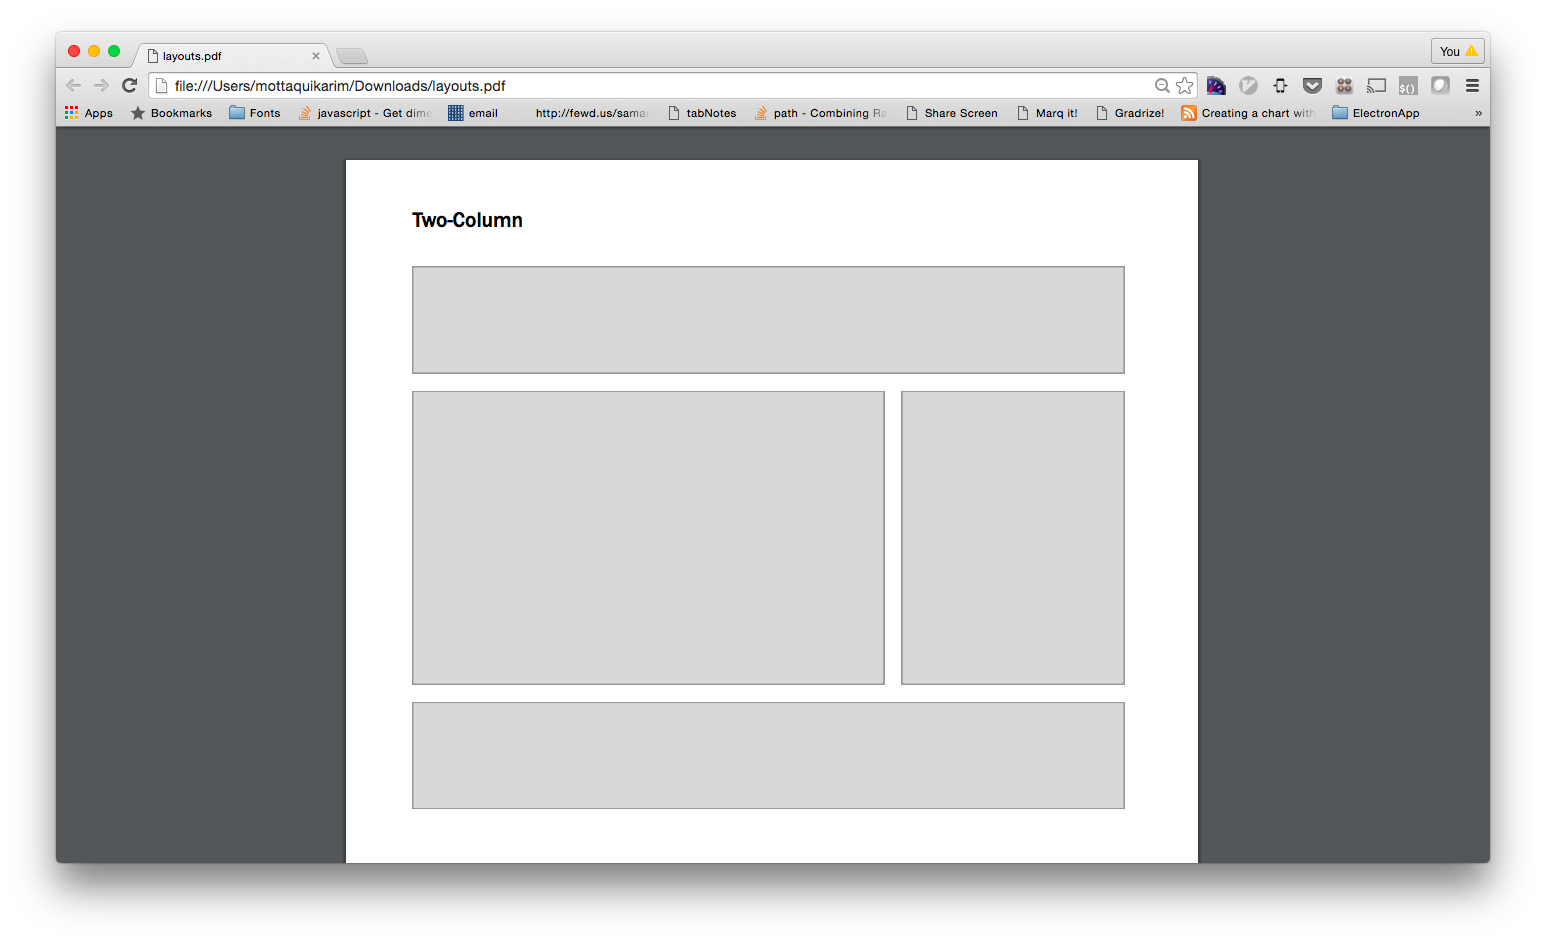 layouts.pdf
You
file:///Users/mottaquikarim/Downloads/layouts.pdf
$()
Apps Bookmarks Fonts javascript - Get dime email http://fewd.us/samar tabNotes path - Combining Ra Share Screen Marq it! Gradrize! Creating a chart with ElectronApp »
Two-Column